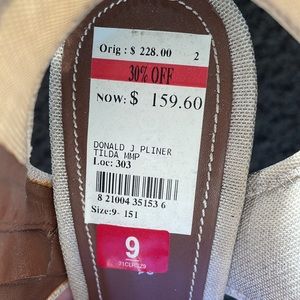 Orig : $ 228.00 2
30% OFF
NOW: $ 159.60
DONALD J PLINER
TILDA MMP
Loc: 303
8 21004 35153 6
Size:9- 151
9